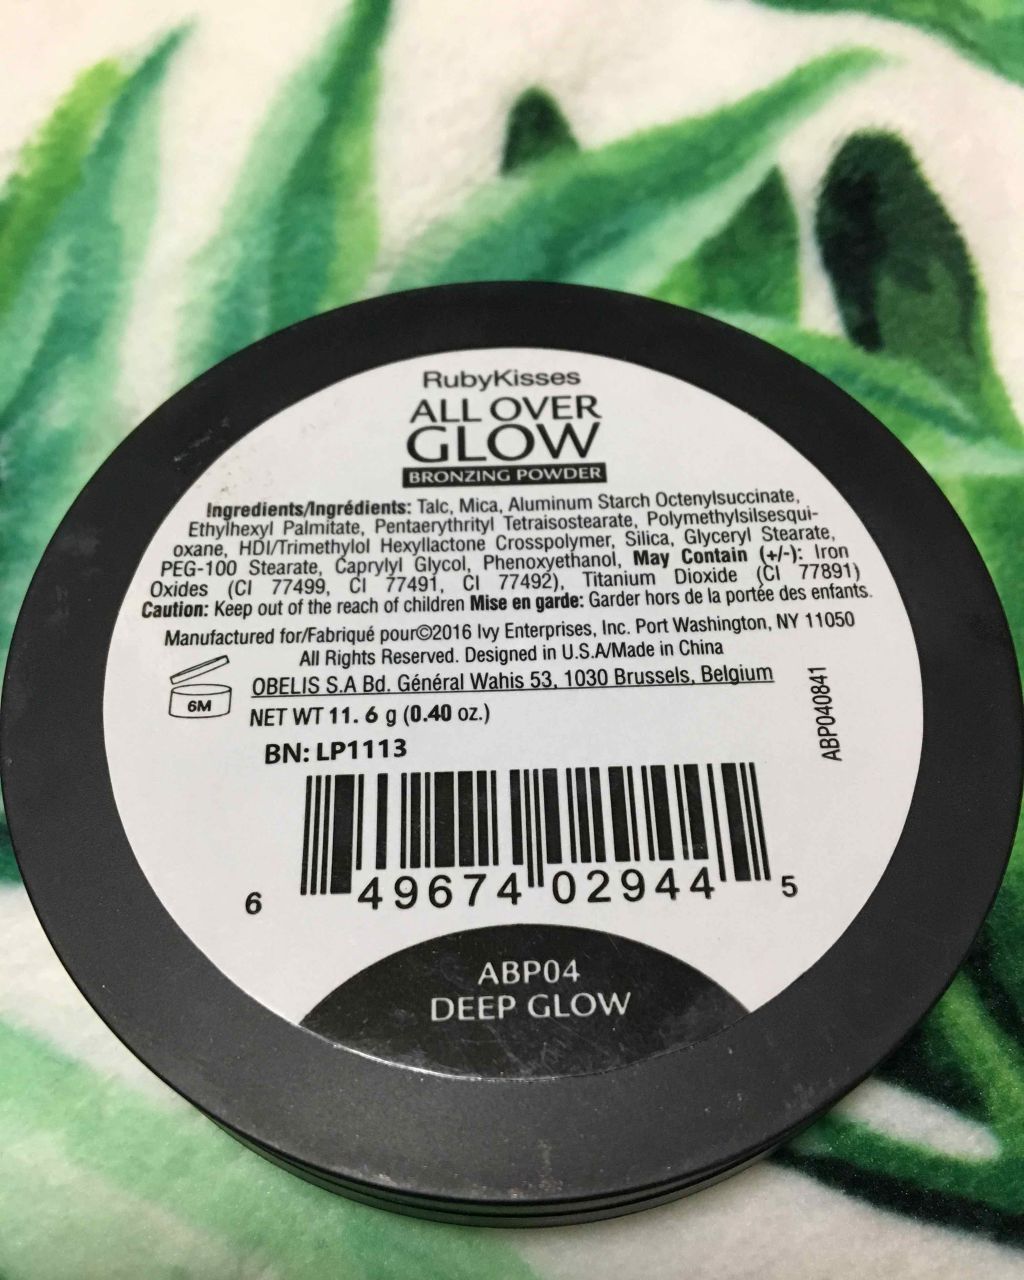 RubyKisses
ALL OVER
GLOW
BRONZING POWDER
Ingredients/Ingrédients: Talc, Mica, Aluminum Starch Octenylsuccinate,
Ethylhexyl Palmitate, Pentaerythrityl Tetraisostearate, Polymethylsilsesqui-
oxane, HDI/Trimethylol Hexyllactone Crosspolymer, Silica, Glyceryl Stearate,
PEG-100 Stearate, Caprylyl Glycol, Phenoxyethanol, May Contain (+/-): Iron
Oxides (CI 77499, CI 77491, CI 77492), Titanium Dioxide (CI 77891)
Caution: Keep out of the reach of children Mise en garde: Garder hors de la portée des enfants.
Manufactured for/Fabriqué pour©2016 Ivy Enterprises, Inc. Port Washington, NY 11050
All Rights Reserved. Designed in U.S.A/Made in China
OBELIS S.A Bd. Général Wahis 53, 1030 Brussels, Belgium
6M
NET WT 11. 6 g (0.40 oz.)
ABP040841
BN: LP1113
6 49674 02944 5
ABP04
DEEP GLOW